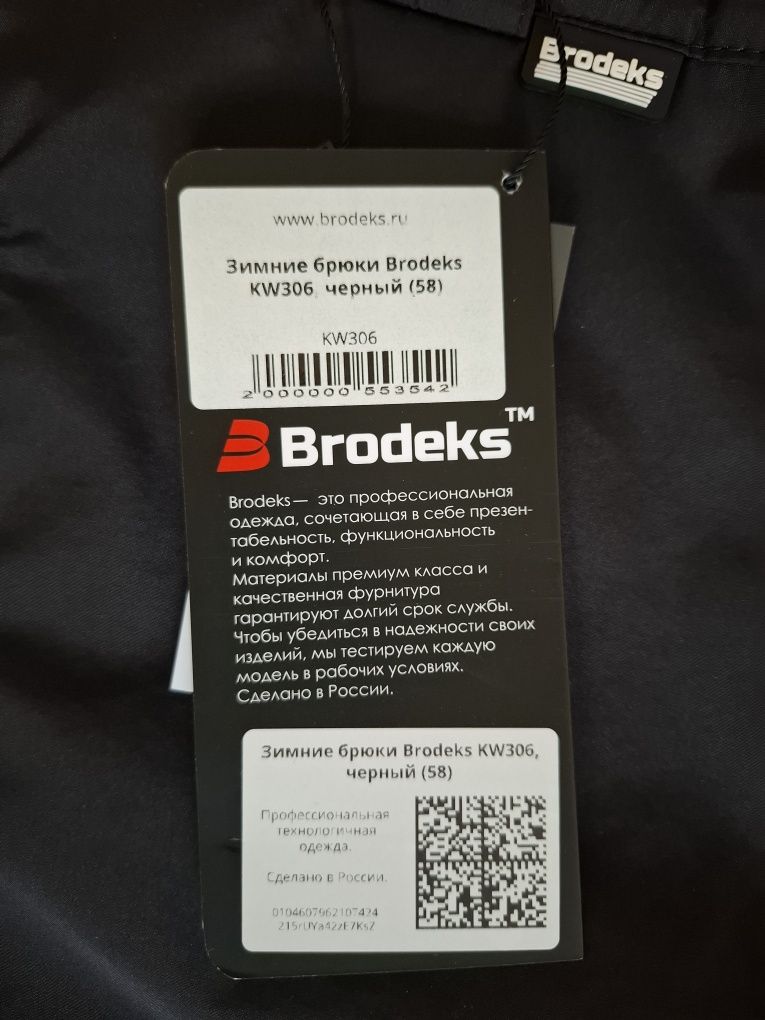 Brodeks
www.brodeks.ru
Зимние брюки Brodeks
KW306, черный (58)
KW306
2 000000 553542
Brodeks™
Brodeks — это профессиональная
одежда, сочетающая в себе презен-
табельность, функциональность
и комфорт.
Материалы премиум класса и
качественная фурнитура
гарантируют долгий срок службы.
Чтобы убедиться в надежности своих
изделий, мы тестируем каждую
модель в рабочих условиях.
Сделано в России.
Зимние брюки Brodeks KW306,
черный (58)
Профессиональная
технологичная
одежда.
Сделано в России.
0104607962107424
215rUYa42zE7KsZ